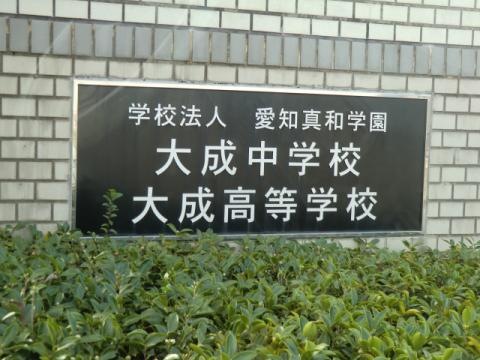 学校法人 愛知真和学園
大成中学校
大成高等学校